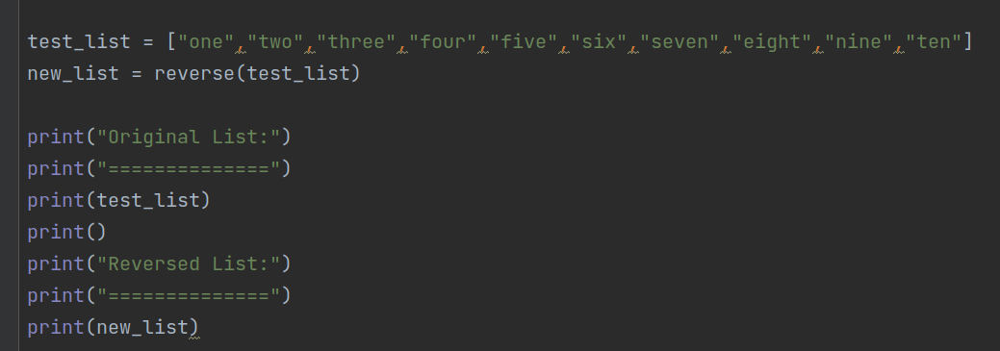 test_list = ["one","two","three","four","five","six","seven","eight","nine","ten"]
new_list = reverse(test_list)
print("Original List:")
print("==============")
print(test_list)
print()
print("Reversed List:")
print("==============")
print(new_list)